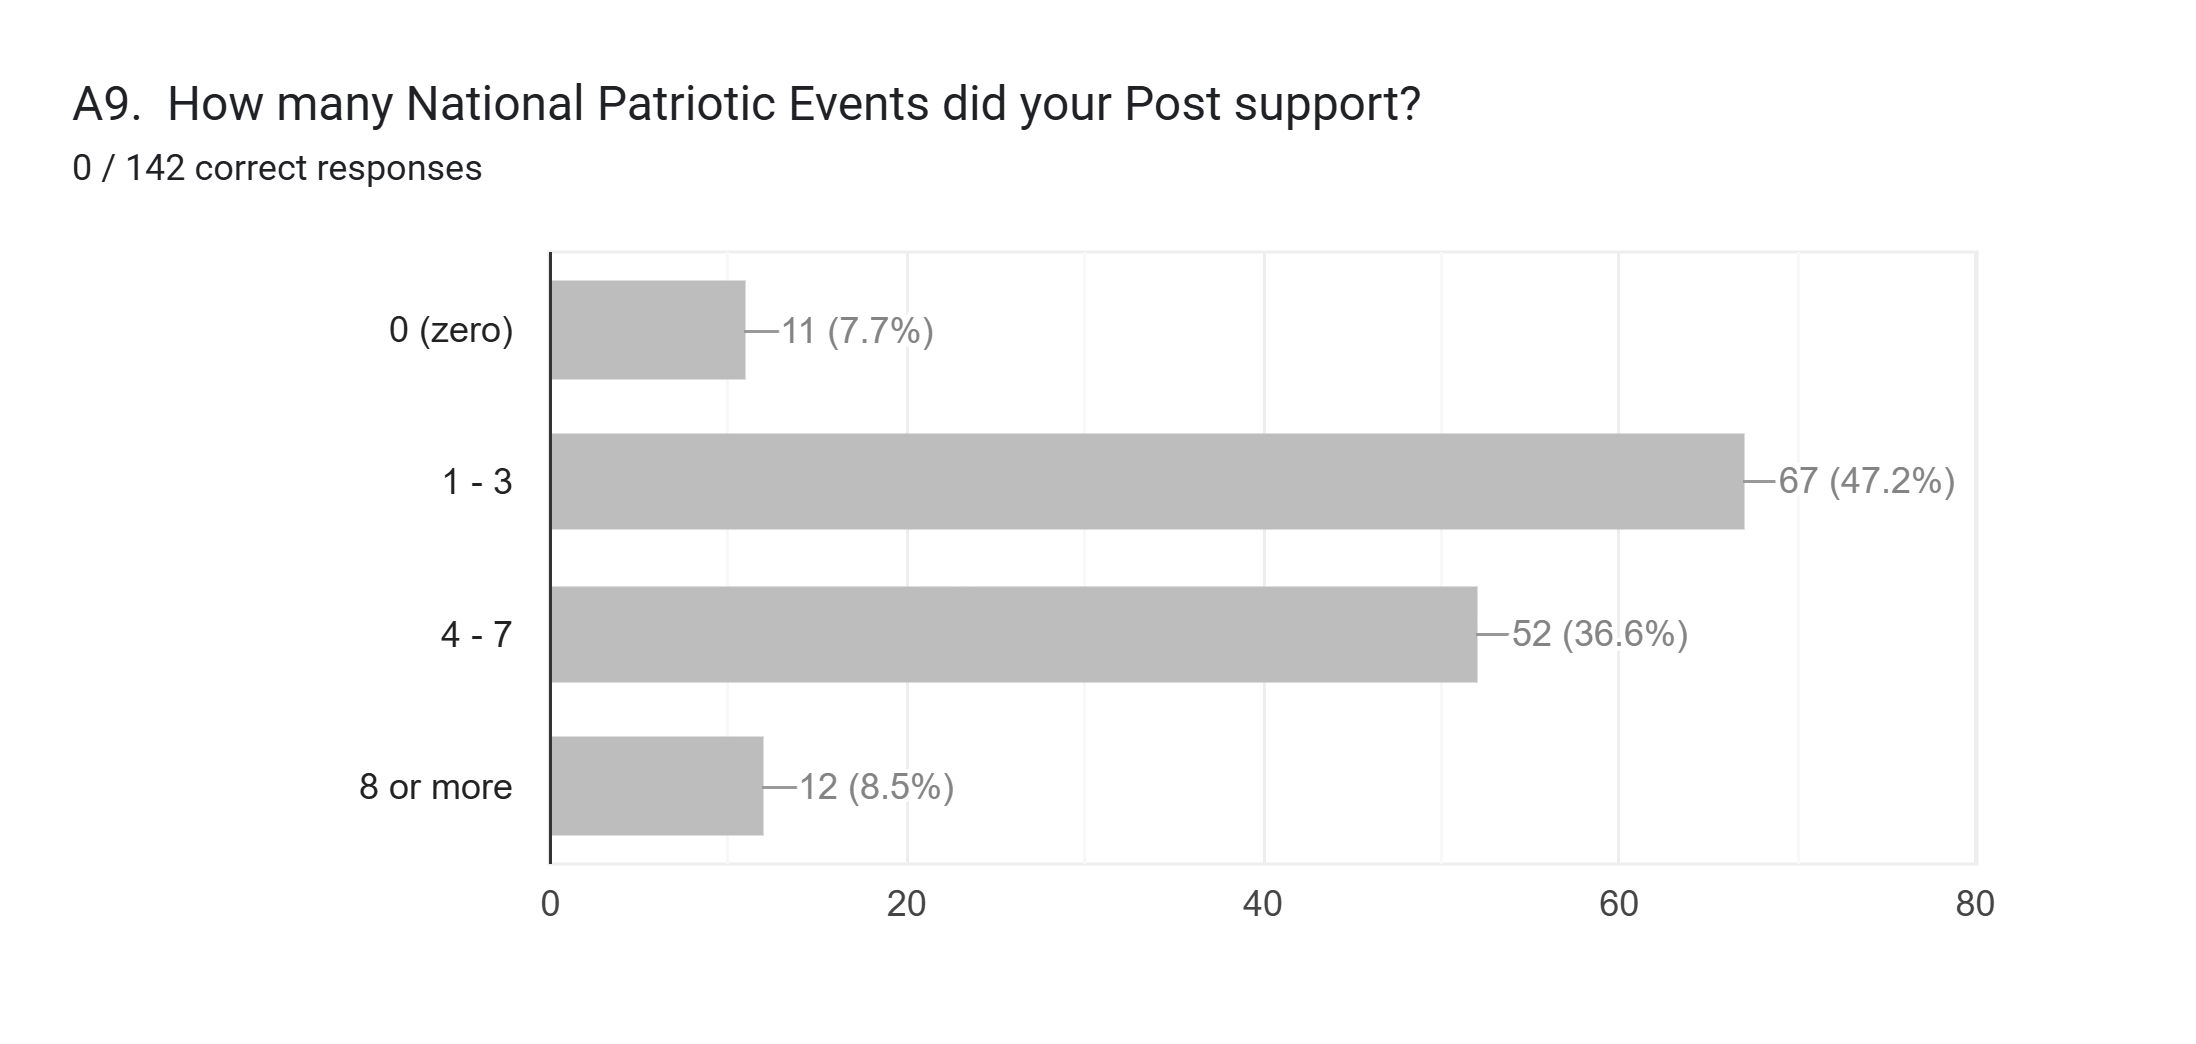 A9.  How many National Patriotic Events did your Post support?
0 / 142 correct responses
0 (zero)
11 (7.7%)
1 - 3
67 (47.2%)
4 - 7
52 (36.6%)
8 or more
12 (8.5%)
0 20 40 60 80